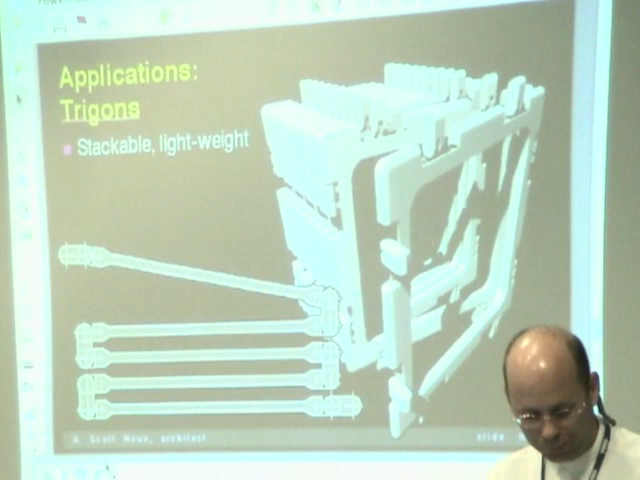 Applications:
Trigons
Stackable, light-weight
A. Scott Howe, architect
slide